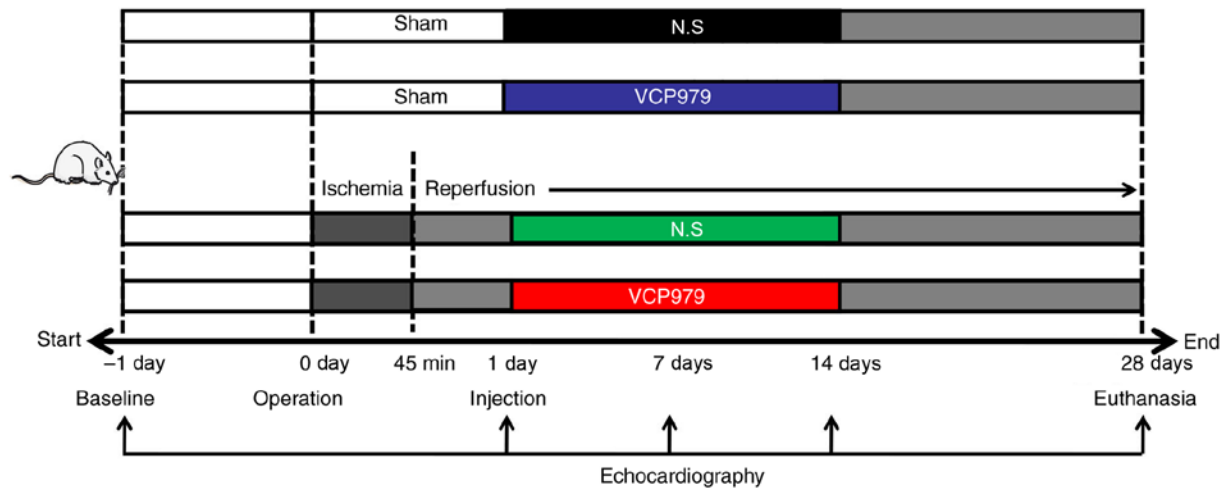 Sham N.S
Sham VCP979
Ischemia Reperfusion
N.S
VCP979
Start End
–1 day 0 day 45 min 1 day 7 days 14 days 28 days
Baseline Operation Injection Euthanasia
Echocardiography